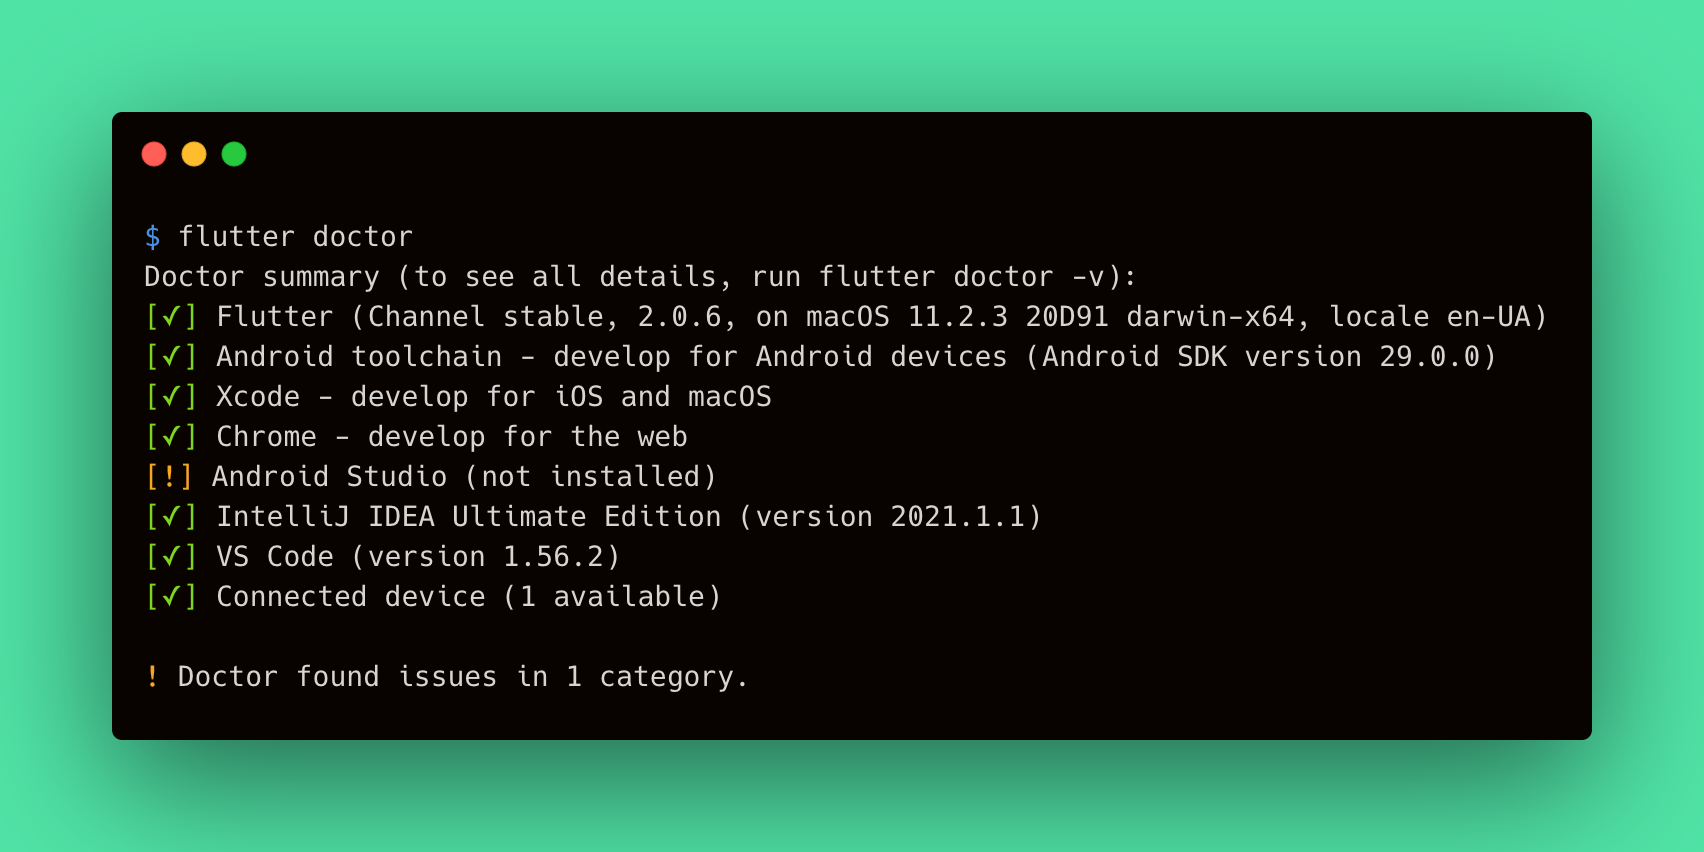 $ flutter doctor
Doctor summary (to see all details, run flutter doctor -v):
[✓] Flutter (Channel stable, 2.0.6, on macOS 11.2.3 20D91 darwin-x64, locale en-UA)
[✓] Android toolchain - develop for Android devices (Android SDK version 29.0.0)
[✓] Xcode - develop for iOS and macOS
[✓] Chrome - develop for the web
[!] Android Studio (not installed)
[✓] IntelliJ IDEA Ultimate Edition (version 2021.1.1)
[✓] VS Code (version 1.56.2)
[✓] Connected device (1 available)
! Doctor found issues in 1 category.